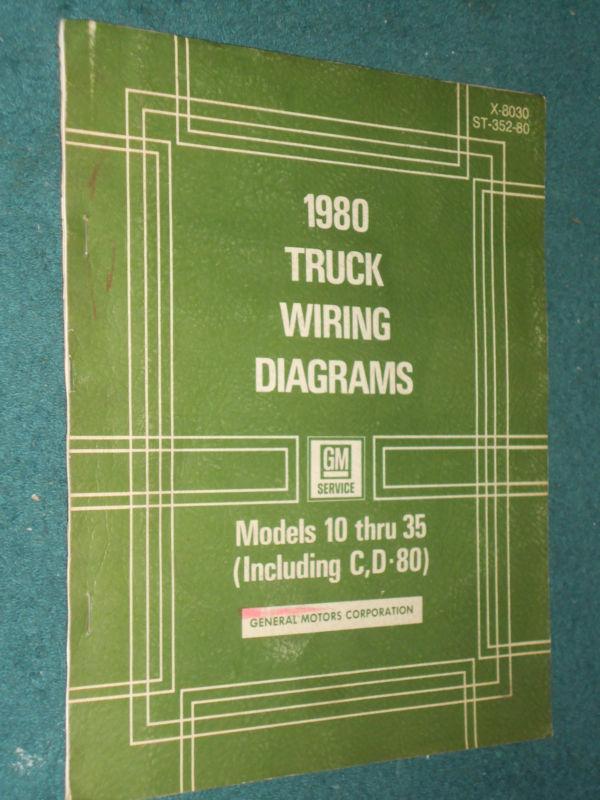 X-8030
ST-352-80
1980
TRUCK
WIRING
DIAGRAMS
GM
SERVICE
Models 10 thru 35
(Including C,D·80)
GENERAL MOTORS CORPORATION